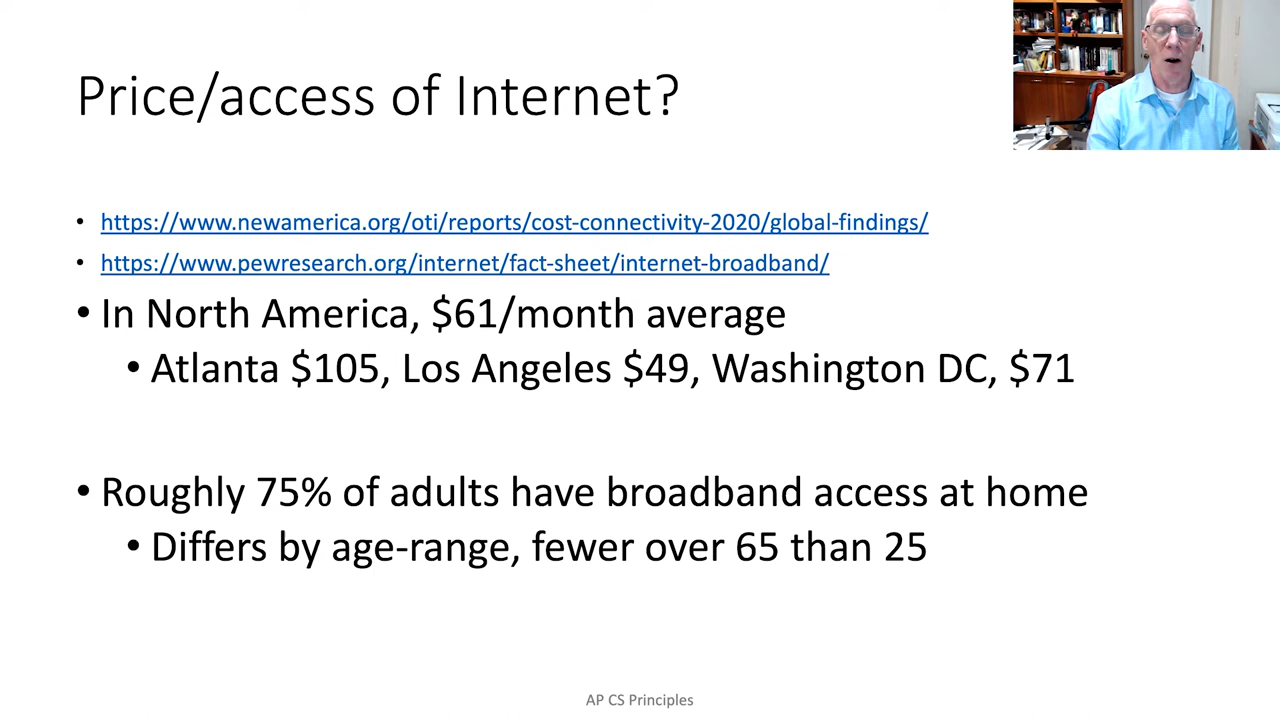 Price/access of Internet?
• https://www.newamerica.org/oti/reports/cost-connectivity-2020/global-findings/
• https://www.pewresearch.org/internet/fact-sheet/internet-broadband/
• In North America, $61/month average
• Atlanta $105, Los Angeles $49, Washington DC, $71
• Roughly 75% of adults have broadband access at home
• Differs by age-range, fewer over 65 than 25
AP CS Principles